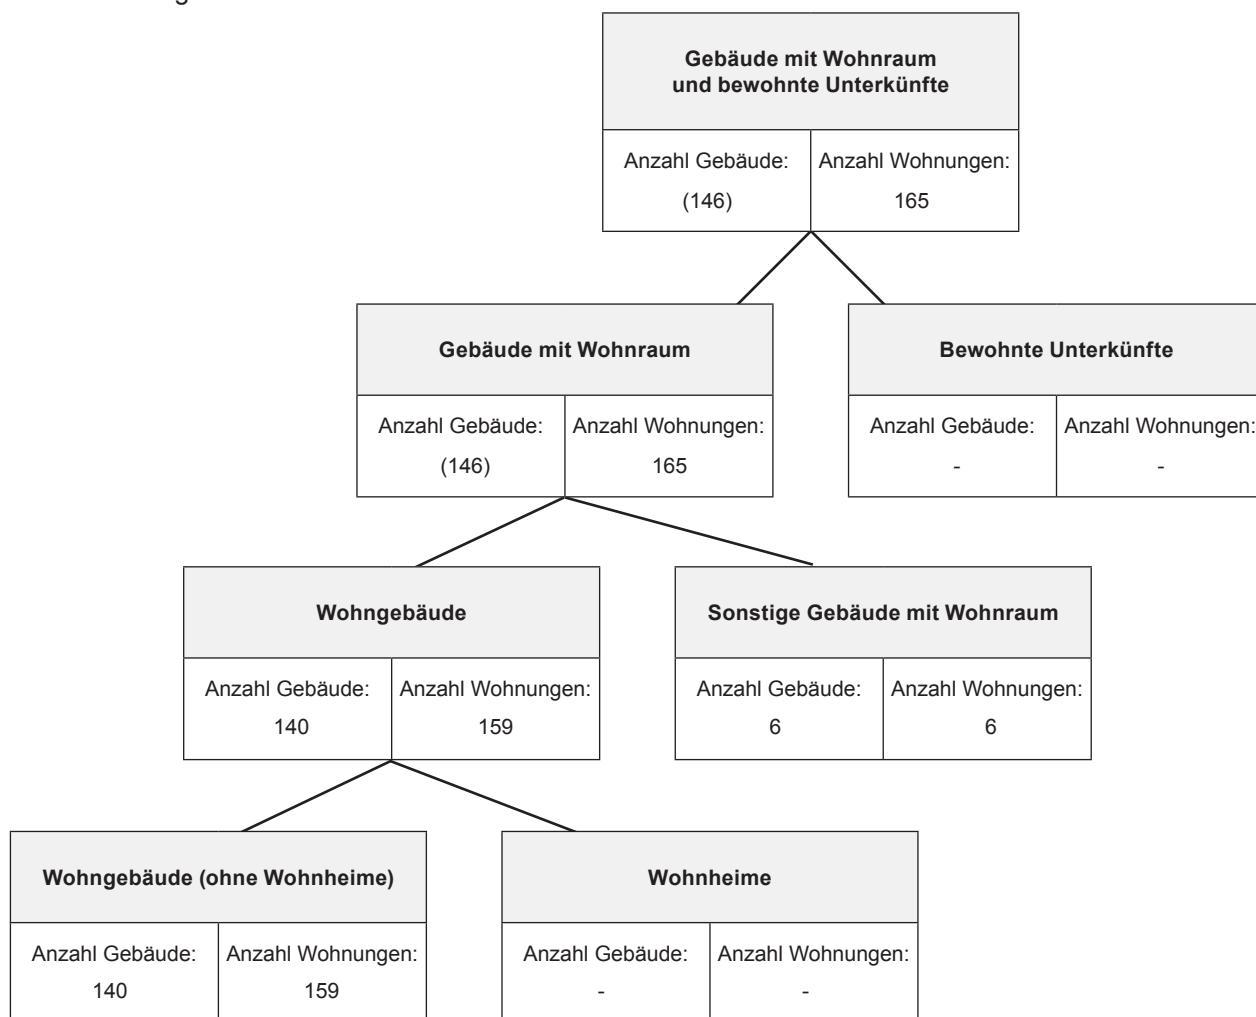 Gebäude mit Wohnraum
und bewohnte Unterkünfte
Anzahl Gebäude: Anzahl Wohnungen:
(146) 165
Gebäude mit Wohnraum Bewohnte Unterkünfte
Anzahl Gebäude: Anzahl Wohnungen: Anzahl Gebäude: Anzahl Wohnungen:
(146) 165 - -
Wohngebäude Sonstige Gebäude mit Wohnraum
Anzahl Gebäude: Anzahl Wohnungen: Anzahl Gebäude: Anzahl Wohnungen:
140 159 6 6
Wohngebäude (ohne Wohnheime) Wohnheime
Anzahl Gebäude: Anzahl Wohnungen: Anzahl Gebäude: Anzahl Wohnungen:
140 159 - -